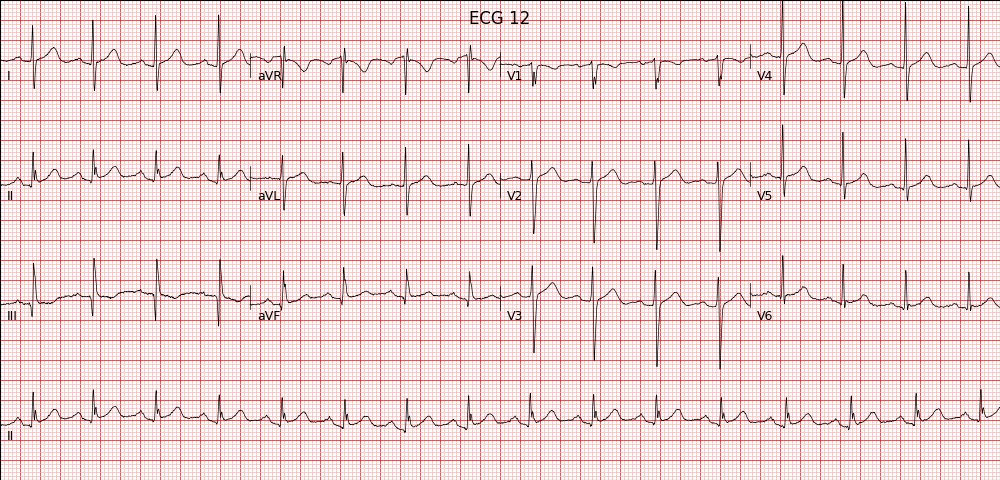 ECG 12
I aVR V1 V4
II aVL V2 V5
III aVF V3 V6
II